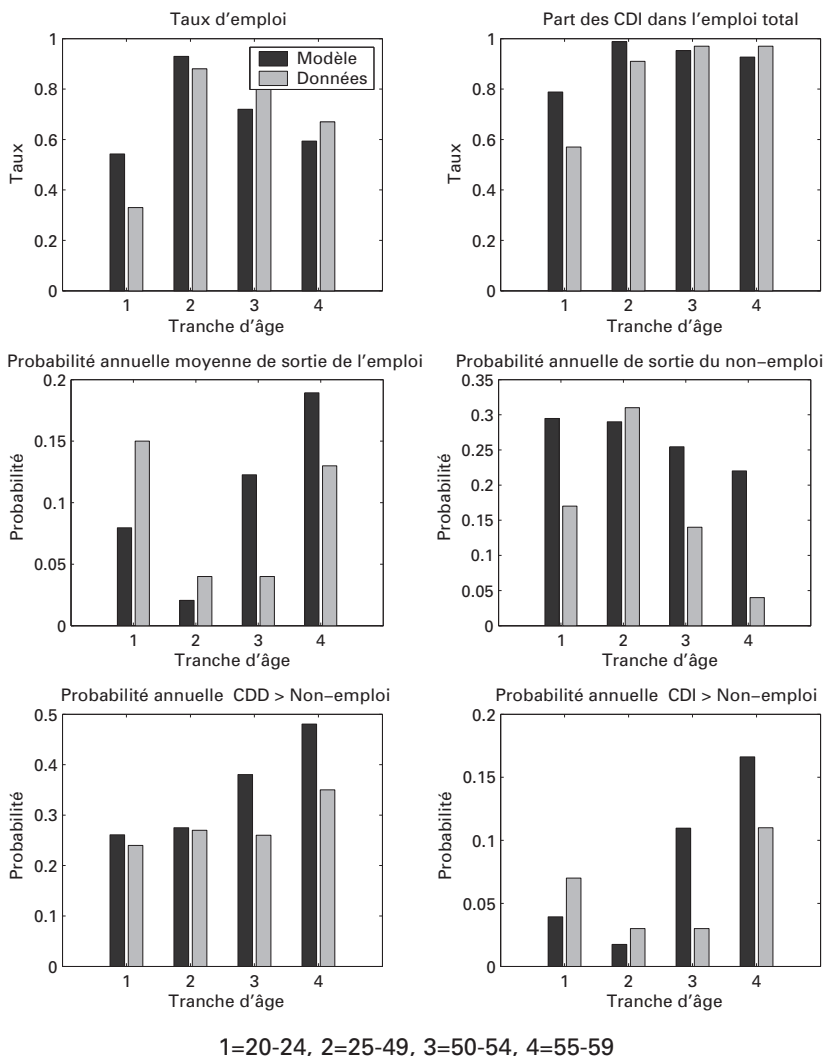 Taux d'emploi
1
0.8
0.6
0.4
0.2
0
Taux
Modèle
Données
1 2 3 4
Tranche d'âge
Part des CDI dans l'emploi total
1
0.8
0.6
0.4
0.2
0
Taux
1 2 3 4
Tranche d'âge
Probabilité annuelle moyenne de sortie de l'emploi
0.2
0.15
0.1
0.05
0
Probabilité
1 2 3 4
Tranche d'âge
Probabilité annuelle de sortie du non−emploi
0.35
0.3
0.25
0.2
0.15
0.1
0.05
0
Probabilité
1 2 3 4
Tranche d'âge
Probabilité annuelle CDD > Non−emploi
0.5
0.4
0.3
0.2
0.1
0
Probabilité
1 2 3 4
Tranche d'âge
Probabilité annuelle CDI > Non−emploi
0.2
0.15
0.1
0.05
0
Probabilité
1 2 3 4
Tranche d'âge
1=20-24, 2=25-49, 3=50-54, 4=55-59